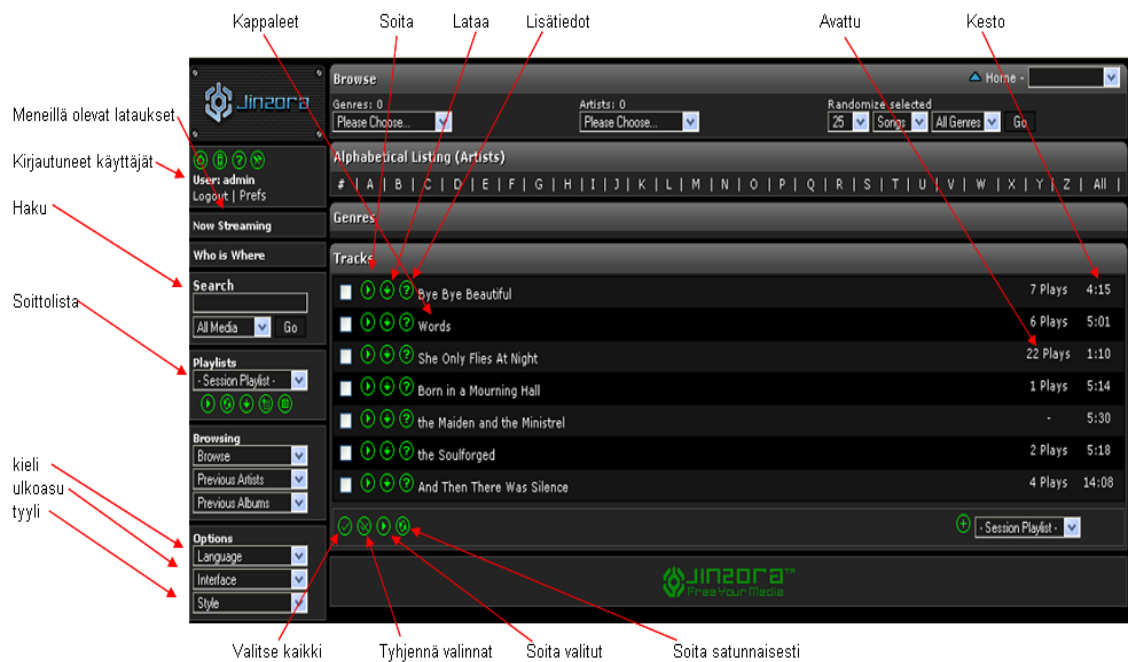 Kappaleet Soita Lataa Lisätiedot Avattu Kesto
Meneillä olevat lataukset
Kirjautuneet käyttäjät
Haku
Soittolista
kieli
ulkoasu
tyyli
Jinzora
User: admin
Logout | Prefs
Now Streaming
Who is Where
Search
All Media Go
Playlists
- Session Playlist -
Browsing
Browse
Previous Artists
Previous Albums
Options
Language
Interface
Style
Browse Home -
Genres: 0 Artists: 0 Randomize selected
Please Choose... Please Choose... 25 Songs All Genres Go
Alphabetical Listing (Artists)
# | A | B | C | D | E | F | G | H | I | J | K | L | M | N | O | P | Q | R | S | T | U | V | W | X | Y | Z | All |
Genres
Tracks
Bye Bye Beautiful 7 Plays 4:15
Words 6 Plays 5:01
She Only Flies At Night 22 Plays 1:10
Born in a Mourning Hall 1 Plays 5:14
the Maiden and the Ministrel - 5:30
the Soulforged 2 Plays 5:18
And Then There Was Silence 4 Plays 14:08
- Session Playlist -
Jinzora™
Free Your Media
Valitse kaikki Tyhjennä valinnat Soita valitut Soita satunnaisesti